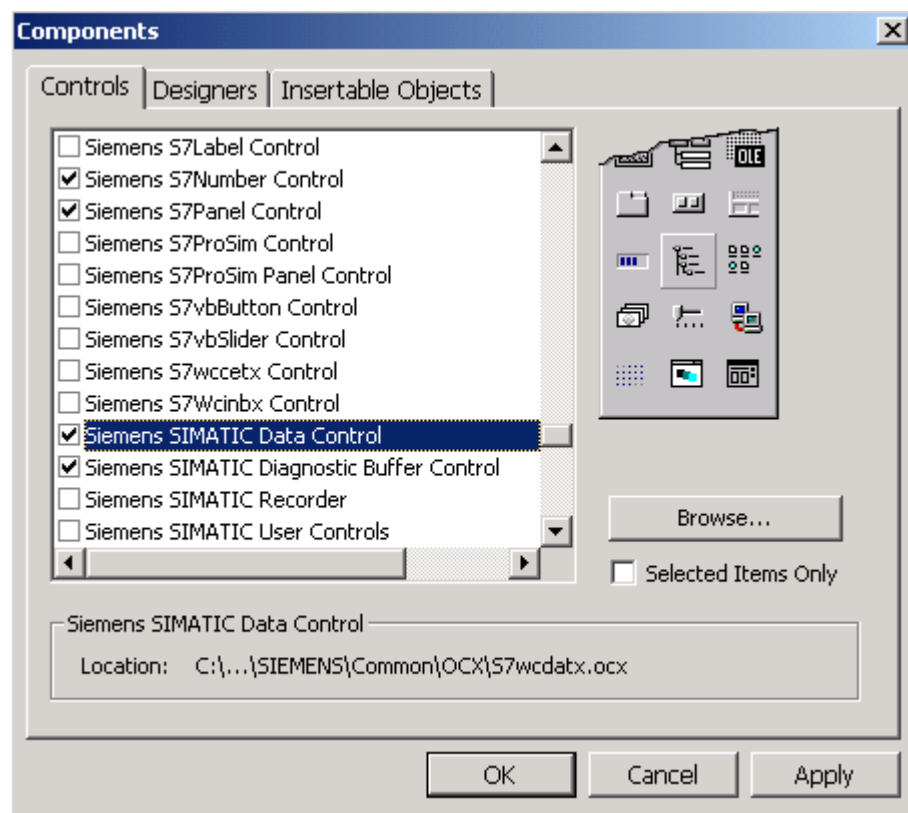 Components
Controls Designers Insertable Objects
Siemens S7Label Control
Siemens S7Number Control
Siemens S7Panel Control
Siemens S7ProSim Control
Siemens S7ProSim Panel Control
Siemens S7vbButton Control
Siemens S7vbSlider Control
Siemens S7wccetx Control
Siemens S7Wcinbx Control
Siemens SIMATIC Data Control
Siemens SIMATIC Diagnostic Buffer Control
Siemens SIMATIC Recorder
Siemens SIMATIC User Controls
OLE
Browse...
Selected Items Only
Siemens SIMATIC Data Control
Location: C:\...\SIEMENS\Common\OCX\S7wcdatx.ocx
OK Cancel Apply